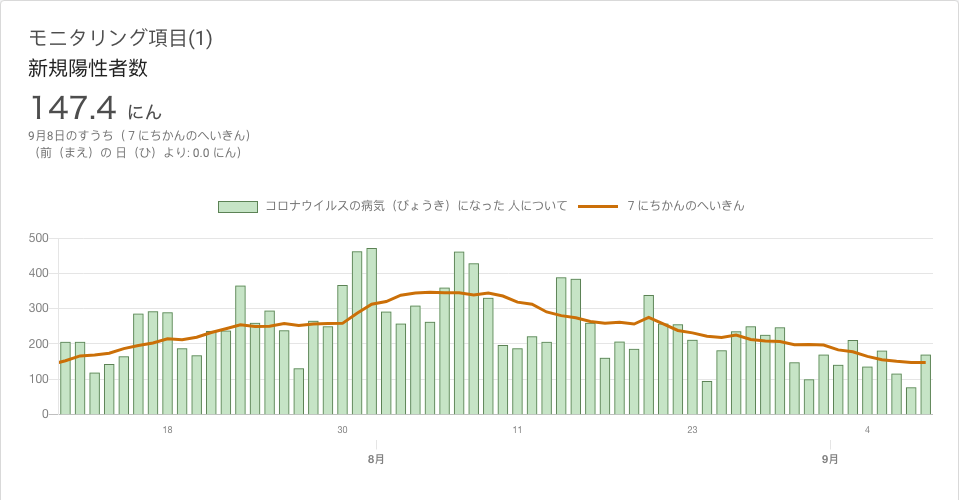 モニタリング項目(1)
新規陽性者数
147.4 にん
9月8日のすうち（７にちかんのへいきん）
（前（まえ）の 日（ひ）より: 0.0 にん）
コロナウイルスの病気（びょうき）になった 人について ７にちかんのへいきん
500
400
300
200
100
0
18 30 11 23 4
8月 9月